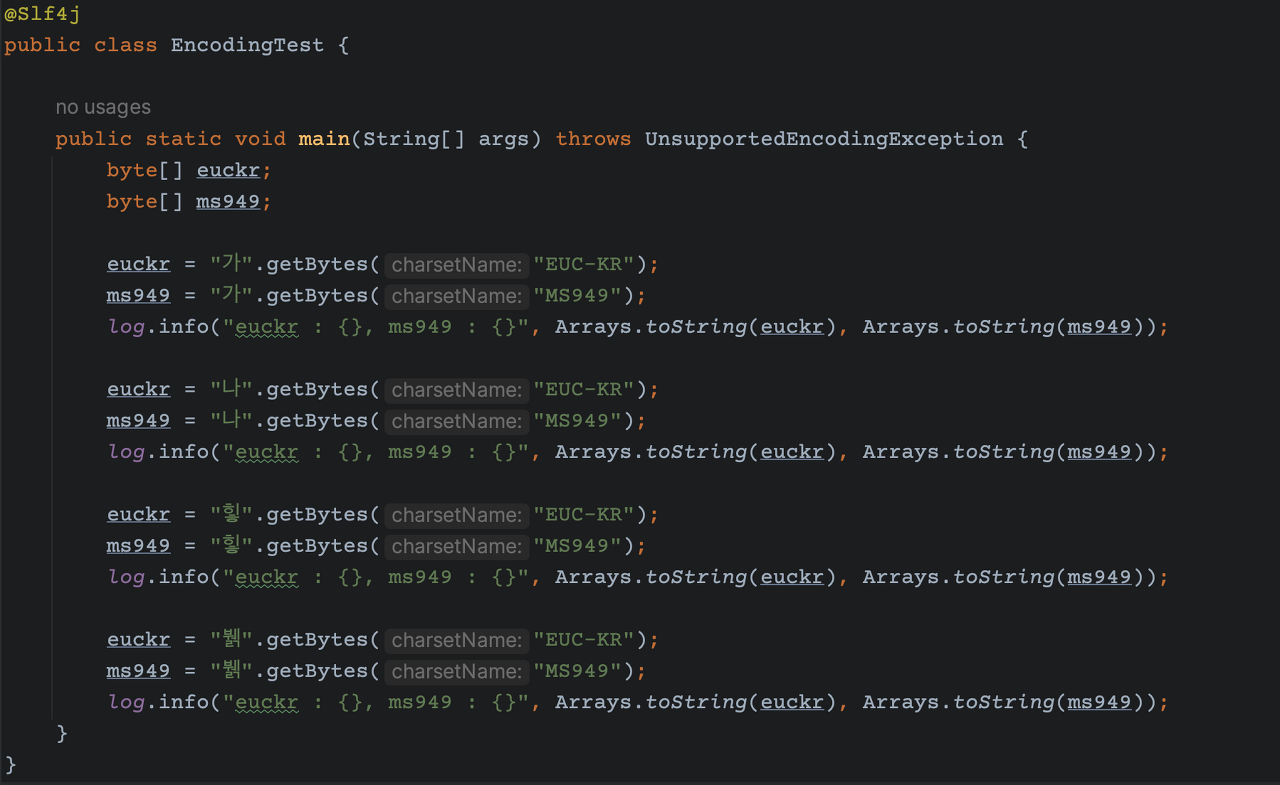 @Slf4j
public class EncodingTest {
no usages
public static void main(String[] args) throws UnsupportedEncodingException {
byte[] euckr;
byte[] ms949;
euckr = "가".getBytes( charsetName: "EUC-KR");
ms949 = "가".getBytes( charsetName: "MS949");
log.info("euckr : {}, ms949 : {}", Arrays.toString(euckr), Arrays.toString(ms949));
euckr = "나".getBytes( charsetName: "EUC-KR");
ms949 = "나".getBytes( charsetName: "MS949");
log.info("euckr : {}, ms949 : {}", Arrays.toString(euckr), Arrays.toString(ms949));
euckr = "힣".getBytes( charsetName: "EUC-KR");
ms949 = "힣".getBytes( charsetName: "MS949");
log.info("euckr : {}, ms949 : {}", Arrays.toString(euckr), Arrays.toString(ms949));
euckr = "".getBytes( charsetName: "EUC-KR");
ms949 = "".getBytes( charsetName: "MS949");
log.info("euckr : {}, ms949 : {}", Arrays.toString(euckr), Arrays.toString(ms949));
}
}